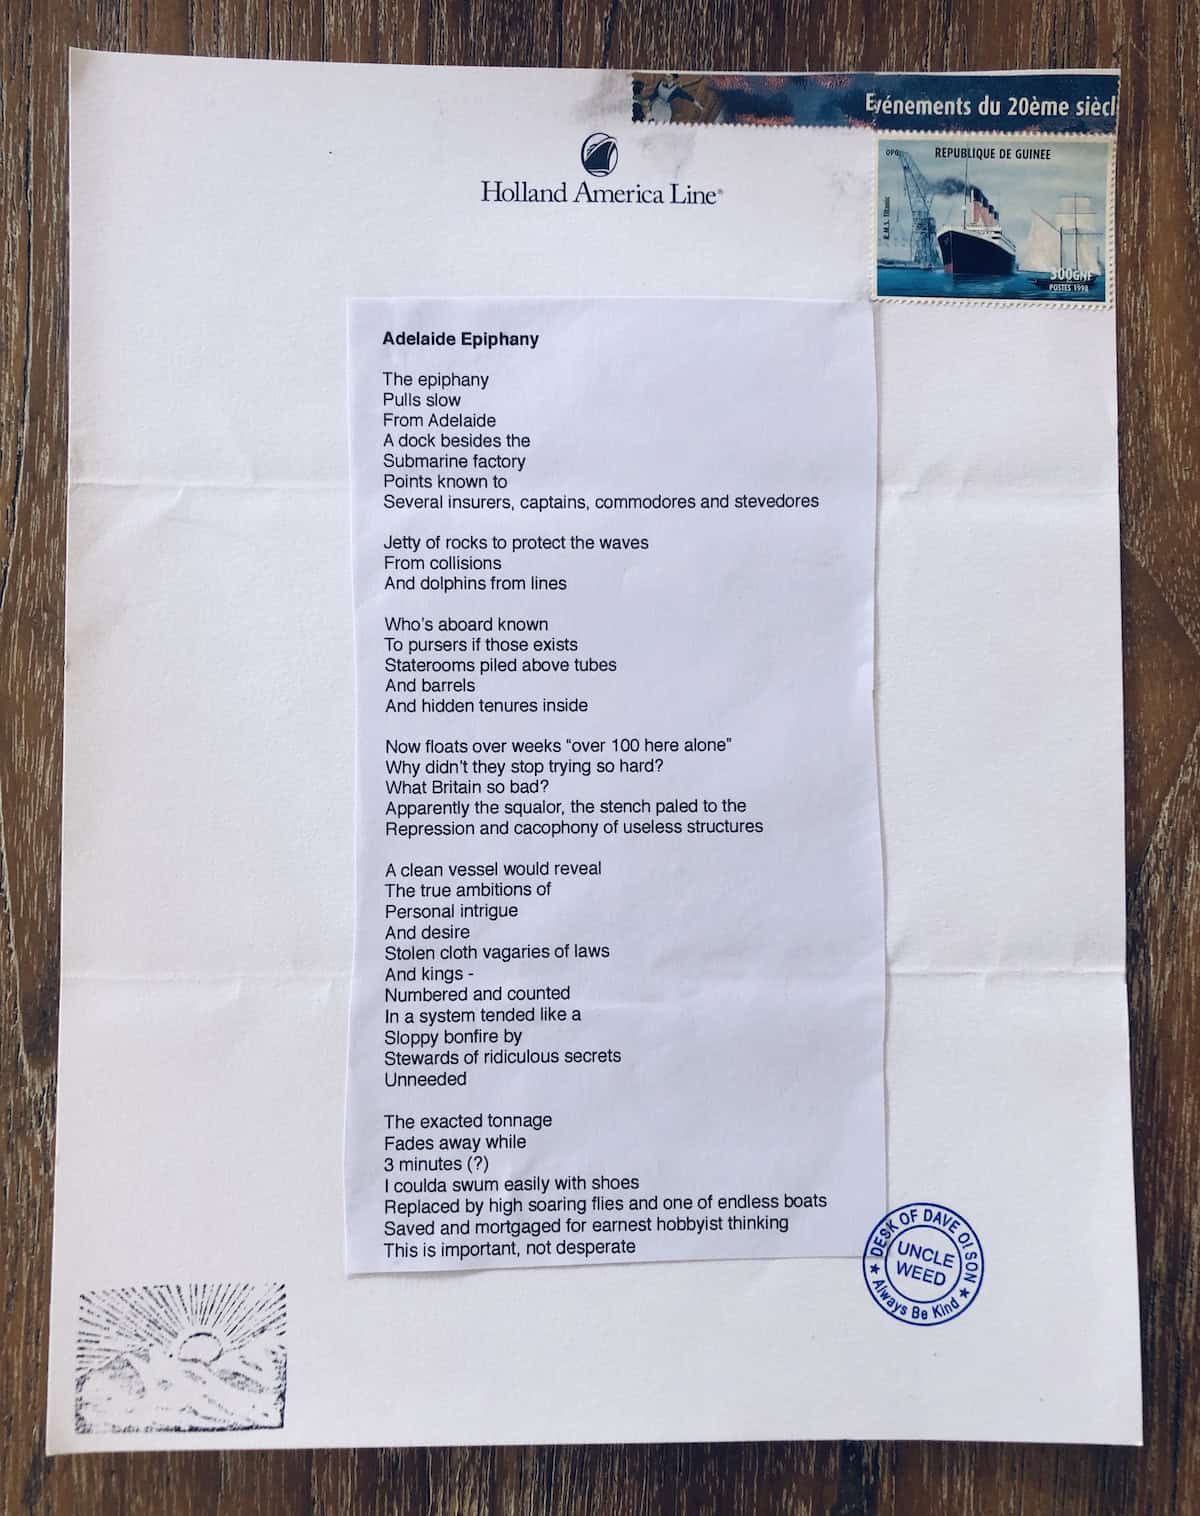 Evénements du 20ème siècl
REPUBLIQUE DE GUINEE
R.M.S. Titanic
300GNF
POSTES 1998
Holland America Line
Adelaide Epiphany
The epiphany
Pulls slow
From Adelaide
A dock besides the
Submarine factory
Points known to
Several insurers, captains, commodores and stevedores
Jetty of rocks to protect the waves
From collisions
And dolphins from lines
Who's aboard known
To pursers if those exists
Staterooms piled above tubes
And barrels
And hidden tenures inside
Now floats over weeks “over 100 here alone”
Why didn't they stop trying so hard?
What Britain so bad?
Apparently the squalor, the stench paled to the
Repression and cacophony of useless structures
A clean vessel would reveal
The true ambitions of
Personal intrigue
And desire
Stolen cloth vagaries of laws
And kings -
Numbered and counted
In a system tended like a
Sloppy bonfire by
Stewards of ridiculous secrets
Unneeded
The exacted tonnage
Fades away while
3 minutes (?)
I coulda swum easily with shoes
Replaced by high soaring flies and one of endless boats
Saved and mortgaged for earnest hobbyist thinking
This is important, not desperate
DESK OF DAVE OLSON
UNCLE
WEED
Always Be Kind